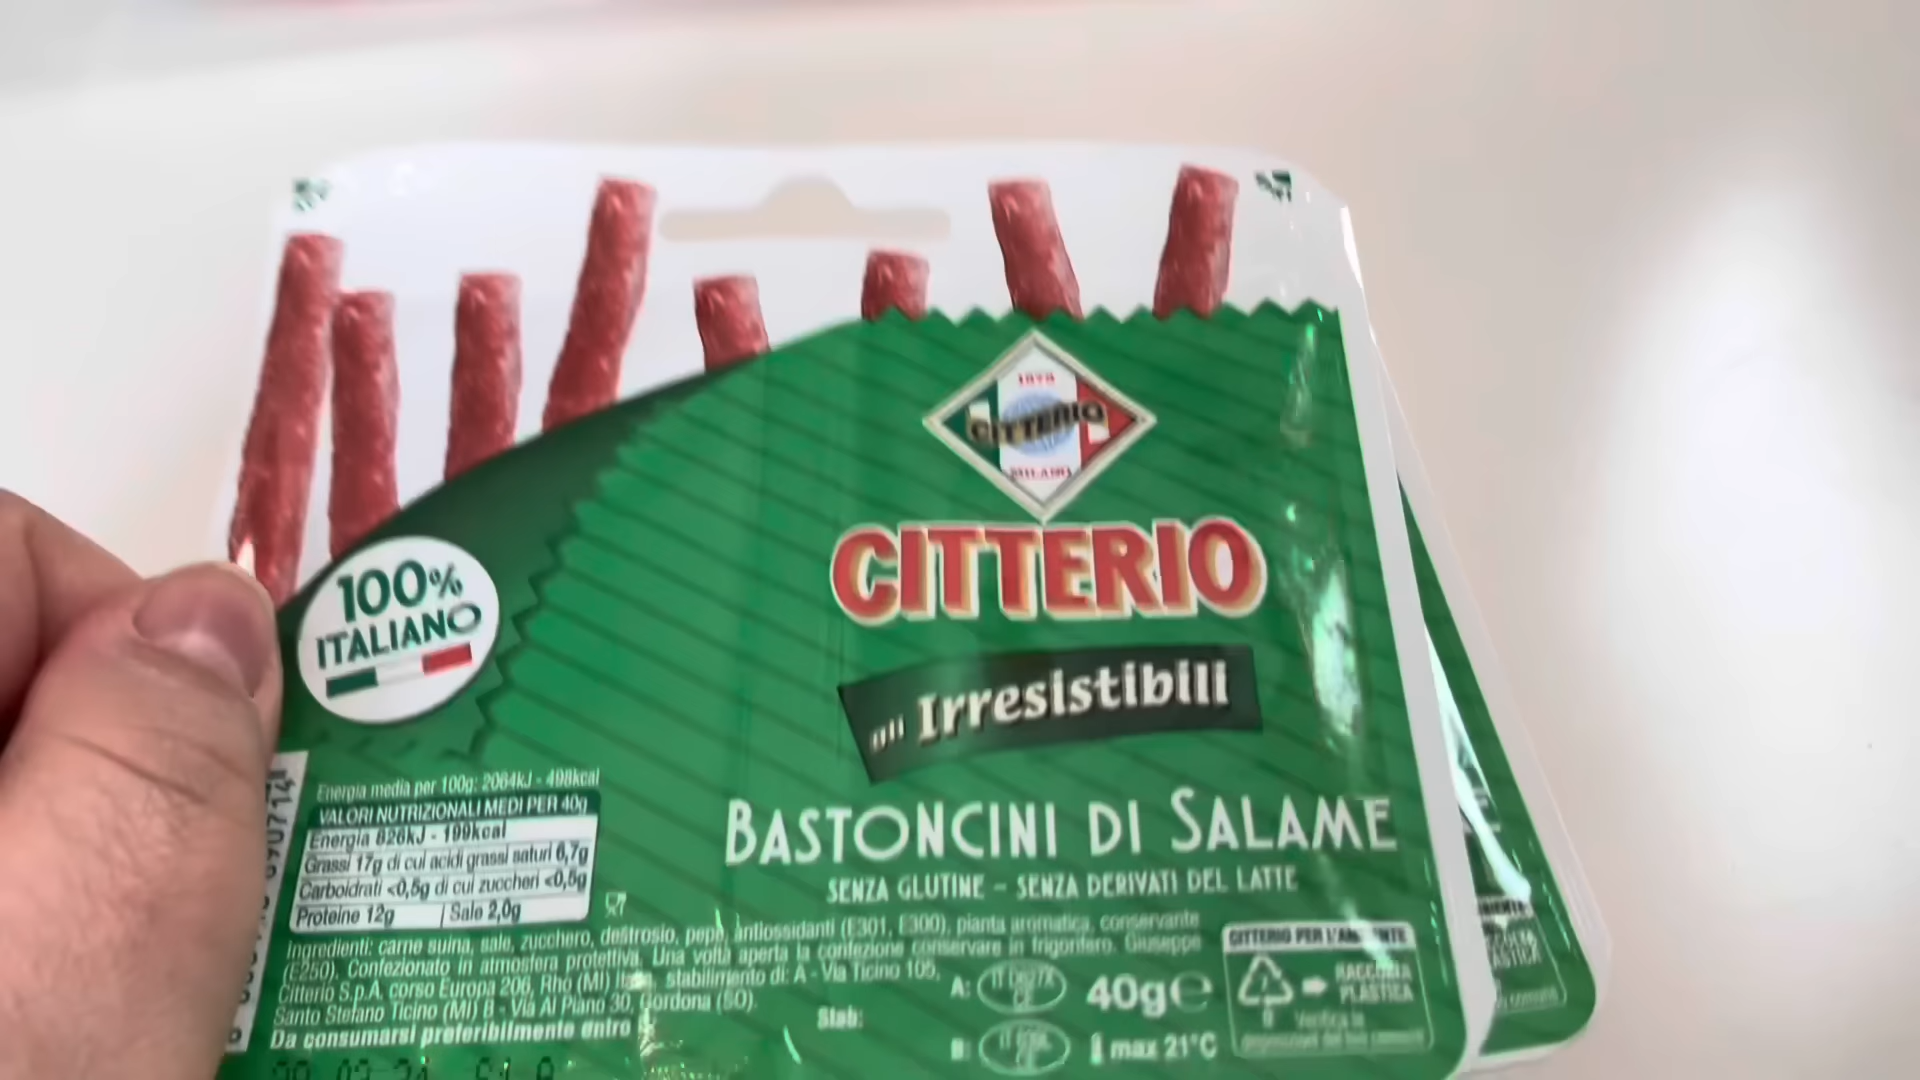 1878
CITTERIO
MILANO
CITTERIO
gli Irresistibili
100%
ITALIANO
BASTONCINI DI SALAME
SENZA GLUTINE – SENZA DERIVATI DEL LATTE
Energia media per 100g: 2064kJ - 498kcal
VALORI NUTRIZIONALI MEDI PER 40g
Energia 826kJ - 199kcal
Grassi 17g di cui acidi grassi saturi 6,7g
Carboidrati <0,5g di cui zuccheri <0,5g
Proteine 12g Sale 2,0g
Ingredienti: carne suina, sale, zucchero, destrosio, pepe, antiossidanti (E301, E300), pianta aromatica, conservante
(E250). Confezionato in atmosfera protettiva. Una volta aperta la confezione conservare in frigorifero. Giuseppe
Citterio S.p.A. corso Europa 206, Rho (MI) stabilimento di: A - Via Ticino 105,
Santo Stefano Ticino (MI) B - Via Al Piano 30, Gordona (SO).
Da consumarsi preferibilmente entro
Stab:
A:
B:
40g e
max 21°C
CITTERIO PER L'AMBIENTE
RACCOLTA
PLASTICA
Verifica le